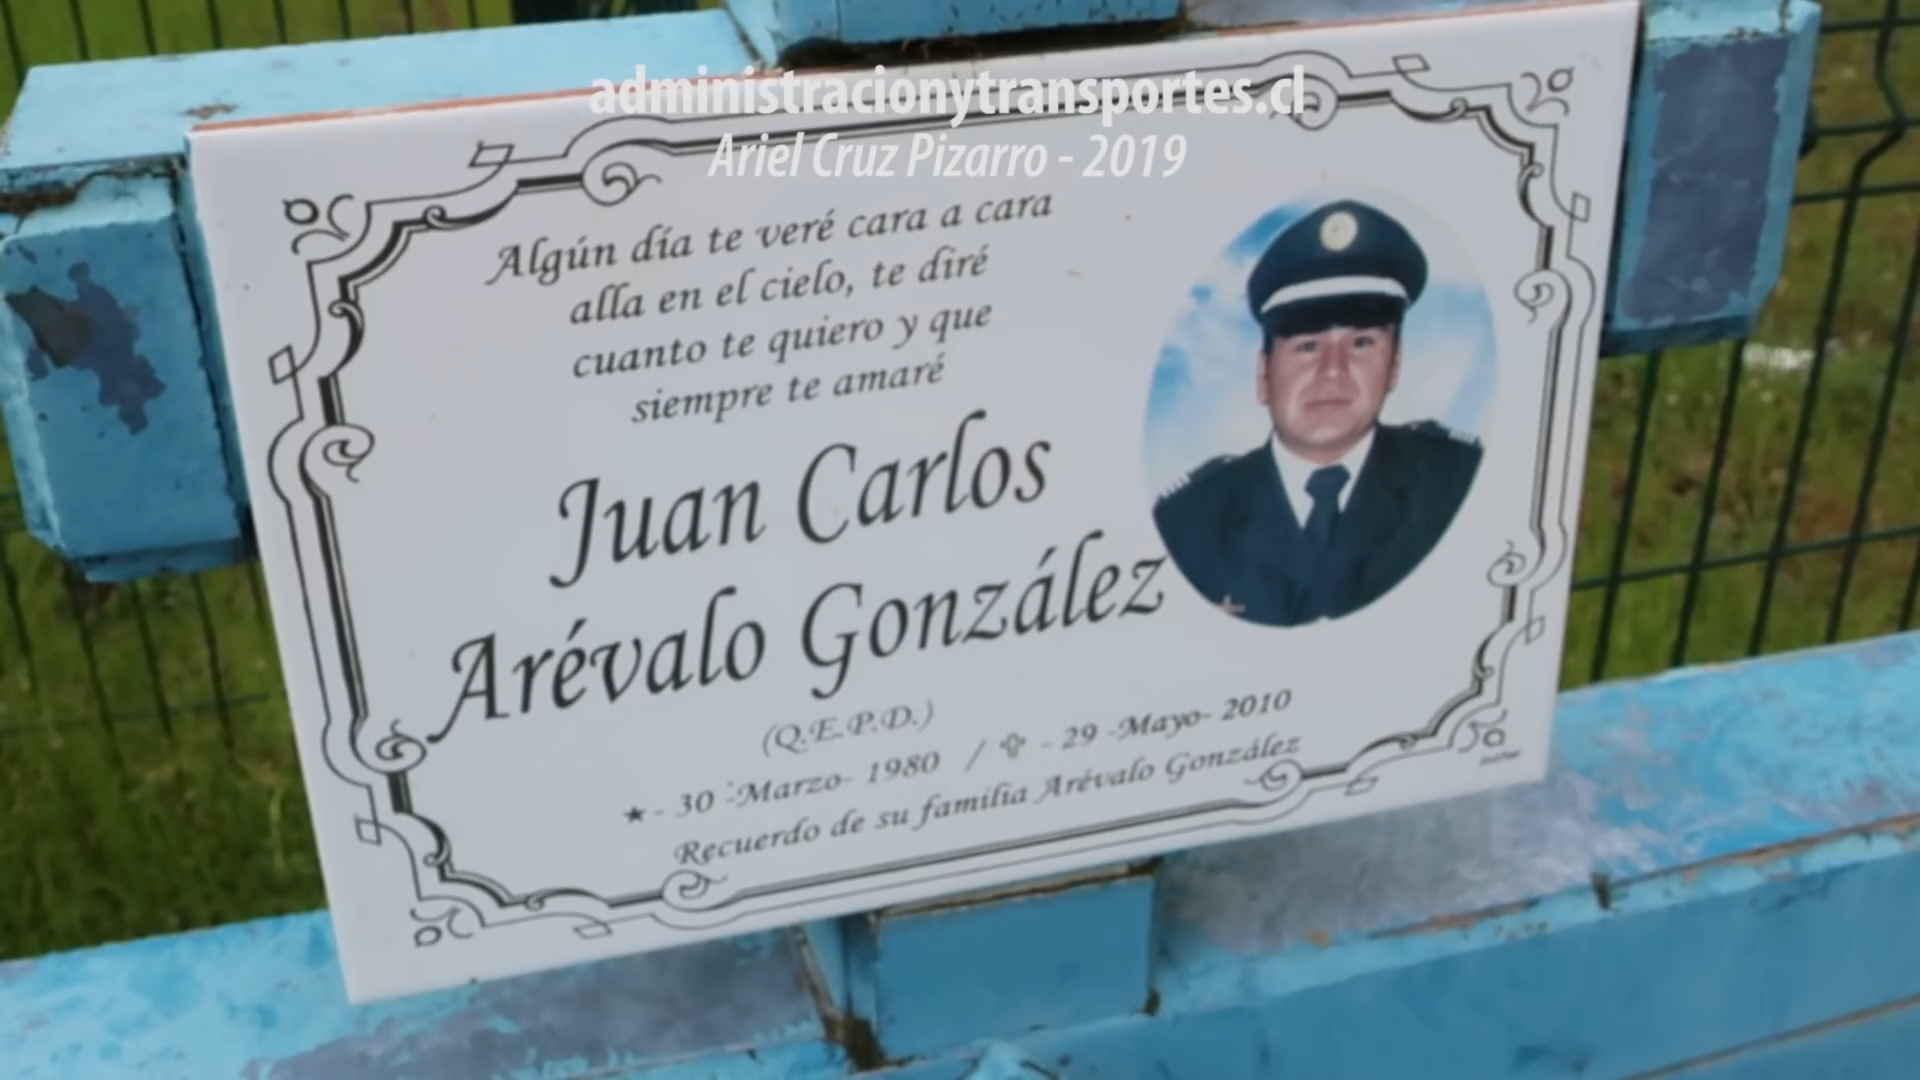 administracionytransportes.cl
Ariel Cruz Pizarro - 2019
Algún día te veré cara a cara
alla en el cielo, te diré
cuanto te quiero y que
siempre te amaré
Juan Carlos
Arévalo González
(Q.E.P.D.)
★- 30 -Marzo- 1980 / ✞ - 29 -Mayo- 2010
Recuerdo de su familia Arévalo González